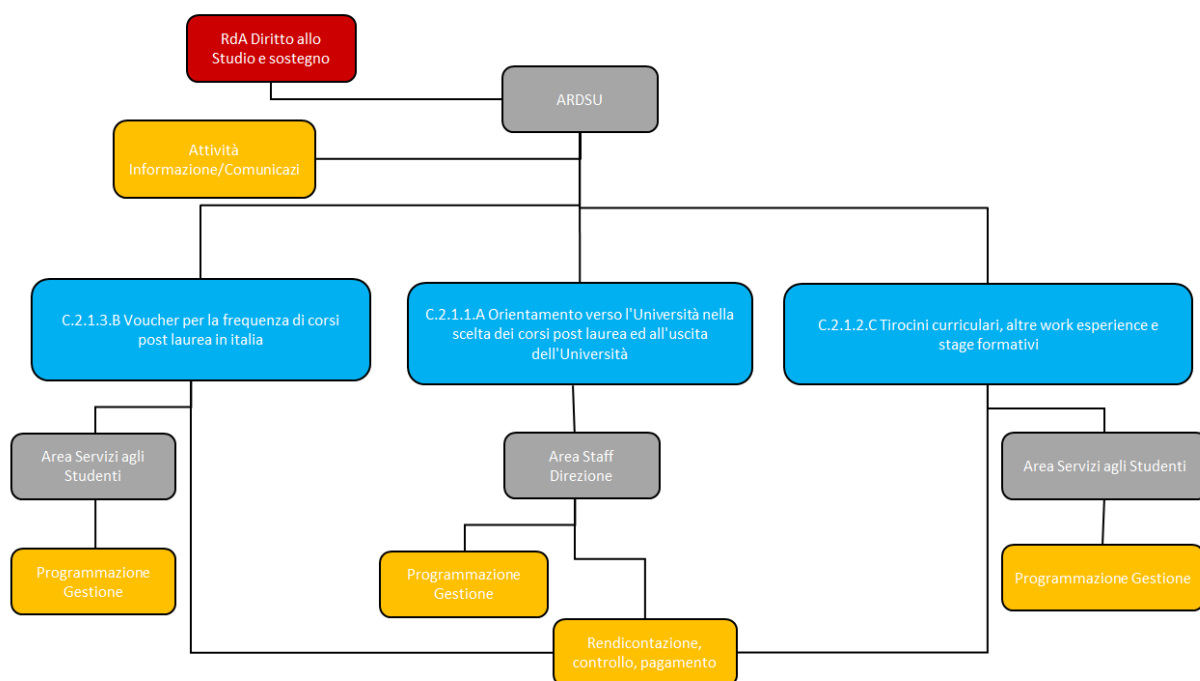 RdA Diritto allo
Studio e sostegno
ARDSU
Attività
Informazione/Comunicazi
C.2.1.3.B Voucher per la frequenza di corsi
post laurea in italia
C.2.1.1.A Orientamento verso l'Università nella
scelta dei corsi post laurea ed all'uscita
dell'Università
C.2.1.2.C Tirocini curriculari, altre work esperience e
stage formativi
Area Servizi agli
Studenti
Area Staff
Direzione
Area Servizi agli Studenti
Programmazione
Gestione
Programmazione
Gestione
Programmazione Gestione
Rendicontazione,
controllo, pagamento